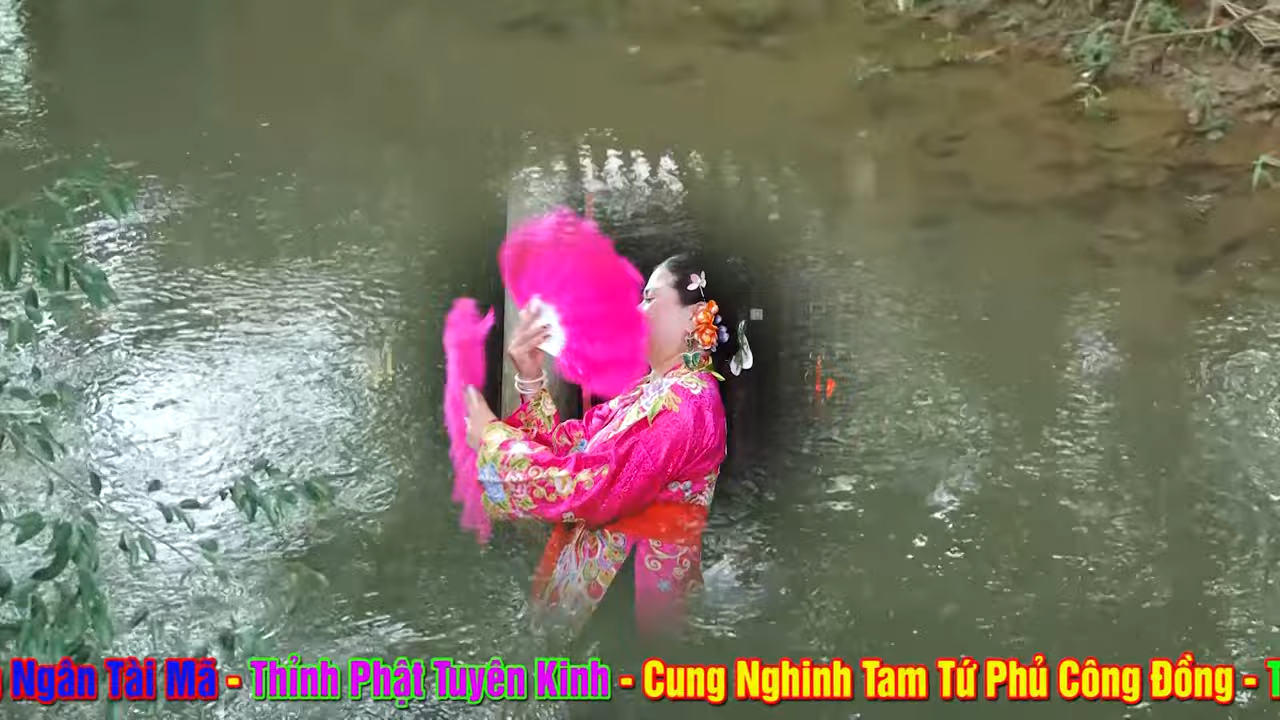 Ngân Tài Mã - Thỉnh Phật Tuyên Kinh - Cung Nghinh Tam Tứ Phủ Công Đồng -